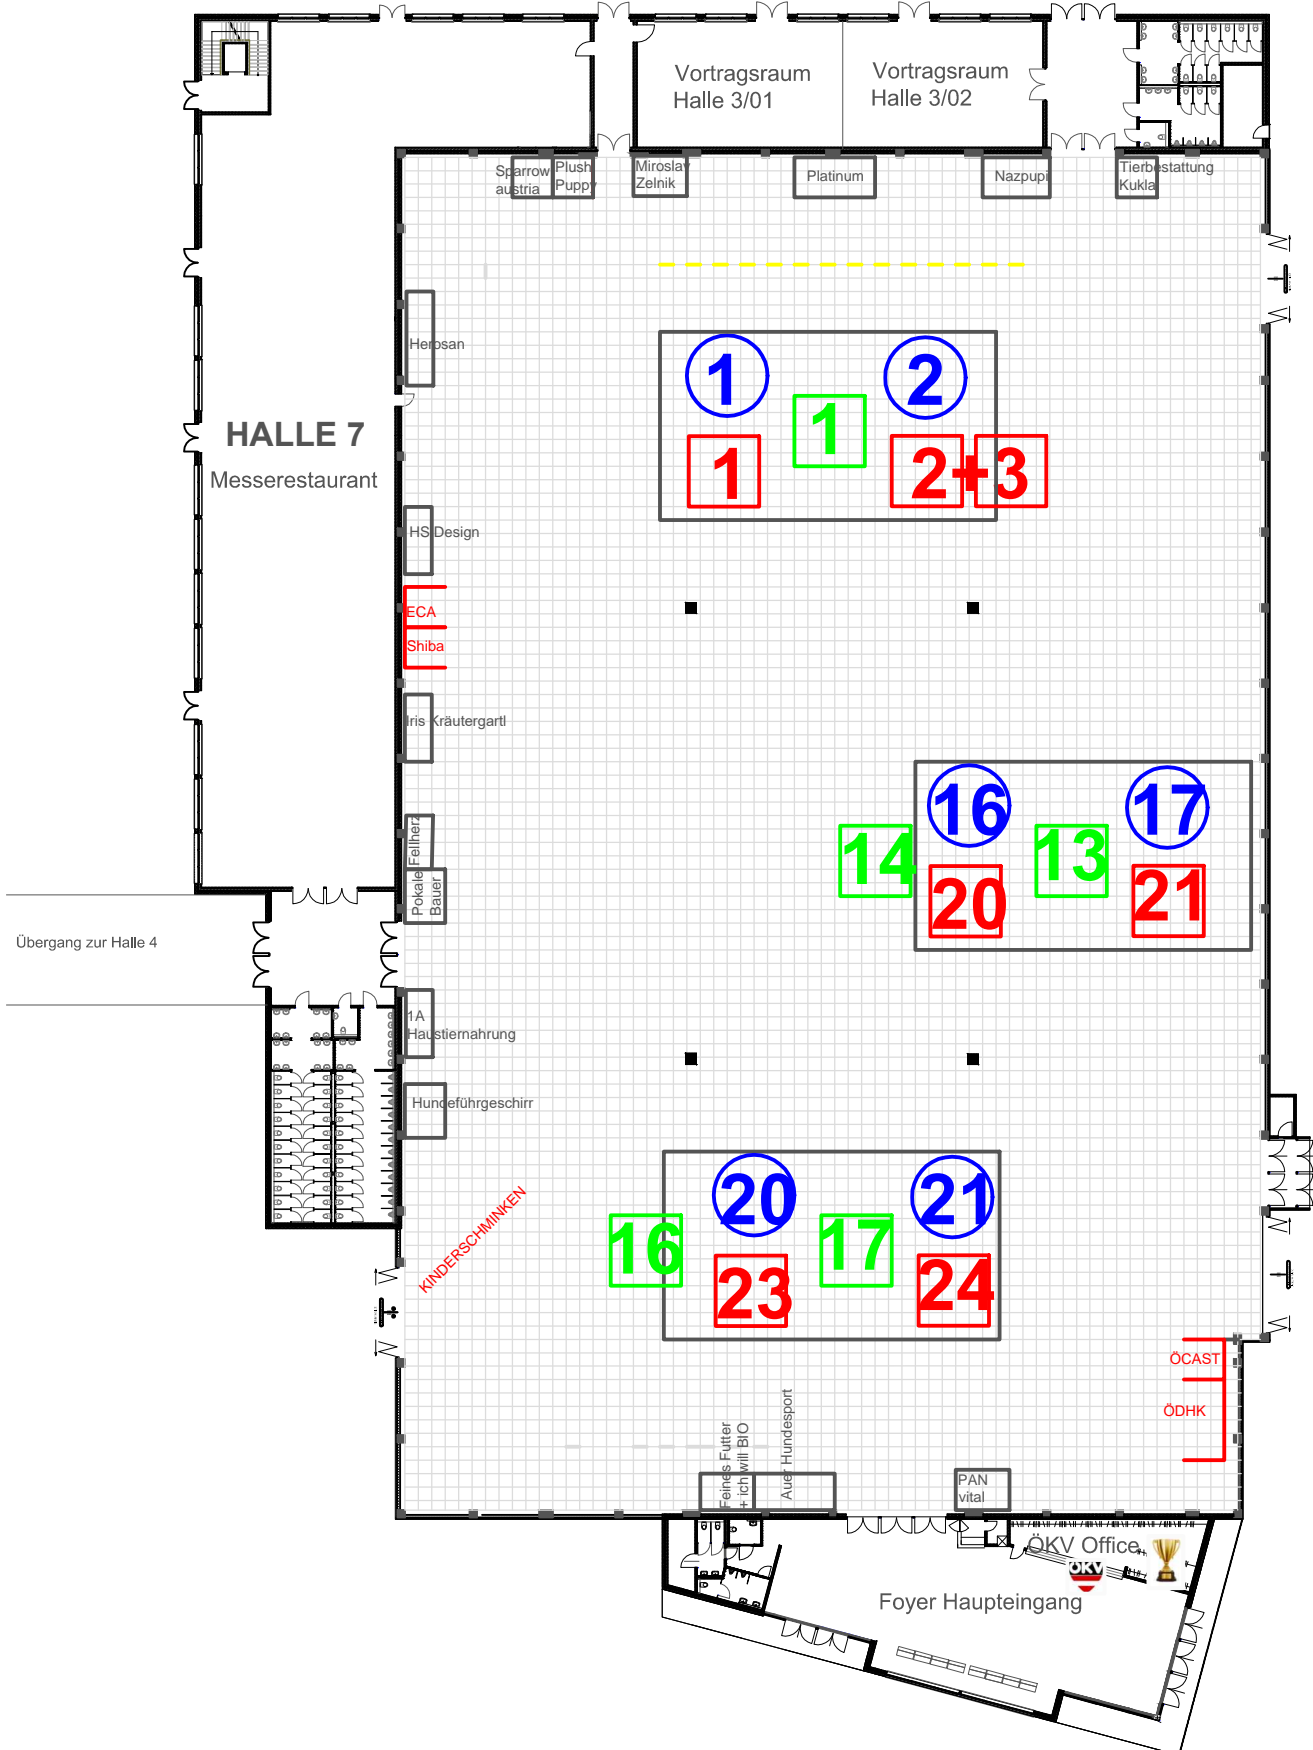 Vortragsraum
Halle 3/01
Vortragsraum
Halle 3/02
Sparrow
austria
Plush
Puppy
Miroslav
Zelnik
Platinum
Nazpupi
Tierbestattung
Kukla
Herosan
1
2
1
1
2+3
HALLE 7
Messerestaurant
HS Design
ECA
Shiba
Iris Kräutergartl
Fellherz
Pokale
Bauer
16
17
14
13
20
21
Übergang zur Halle 4
1A
Haustiernahrung
Hundeführgeschirr
KINDERSCHMINKEN
20
21
16
17
23
24
ÖCAST
ÖDHK
Feines Futter
+ ich will BIO
Auer Hundesport
PAN
vital
ÖKV Office
ÖKV
Foyer Haupteingang